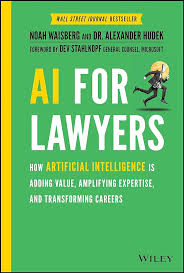 WALL STREET JOURNAL BESTSELLER
NOAH WAISBERG AND DR. ALEXANDER HUDEK
FOREWORD BY DEV STAHLKOPF GENERAL COUNSEL, MICROSOFT
AI FOR
LAWYERS
HOW ARTIFICIAL INTELLIGENCE IS
ADDING VALUE, AMPLIFYING EXPERTISE,
AND TRANSFORMING CAREERS
WILEY